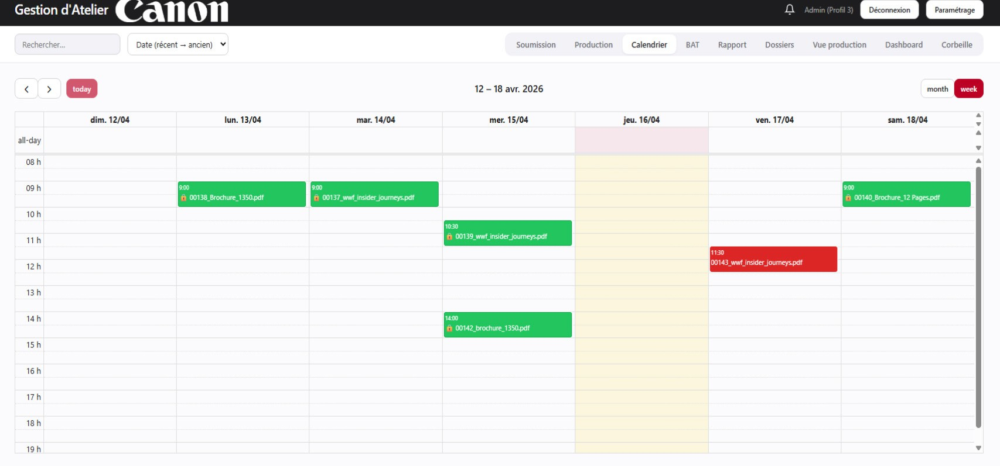 Gestion d'Atelier Canon Admin (Profil 3) Déconnexion Paramétrage
Rechercher... Date (récent → ancien) Soumission Production Calendrier BAT Rapport Dossiers Vue production Dashboard Corbeille
today 12 – 18 avr. 2026 month week
dim. 12/04 lun. 13/04 mar. 14/04 mer. 15/04 jeu. 16/04 ven. 17/04 sam. 18/04
all-day
08 h
09 h
9:00
00138_Brochure_1350.pdf
9:00
00137_wwf_insider_journeys.pdf
9:00
00140_Brochure_12 Pages.pdf
10 h
10:30
00139_wwf_insider_journeys.pdf
11 h
11:30
00143_wwf_insider_journeys.pdf
12 h
13 h
14 h
14:00
00142_brochure_1350.pdf
15 h
16 h
17 h
18 h
19 h